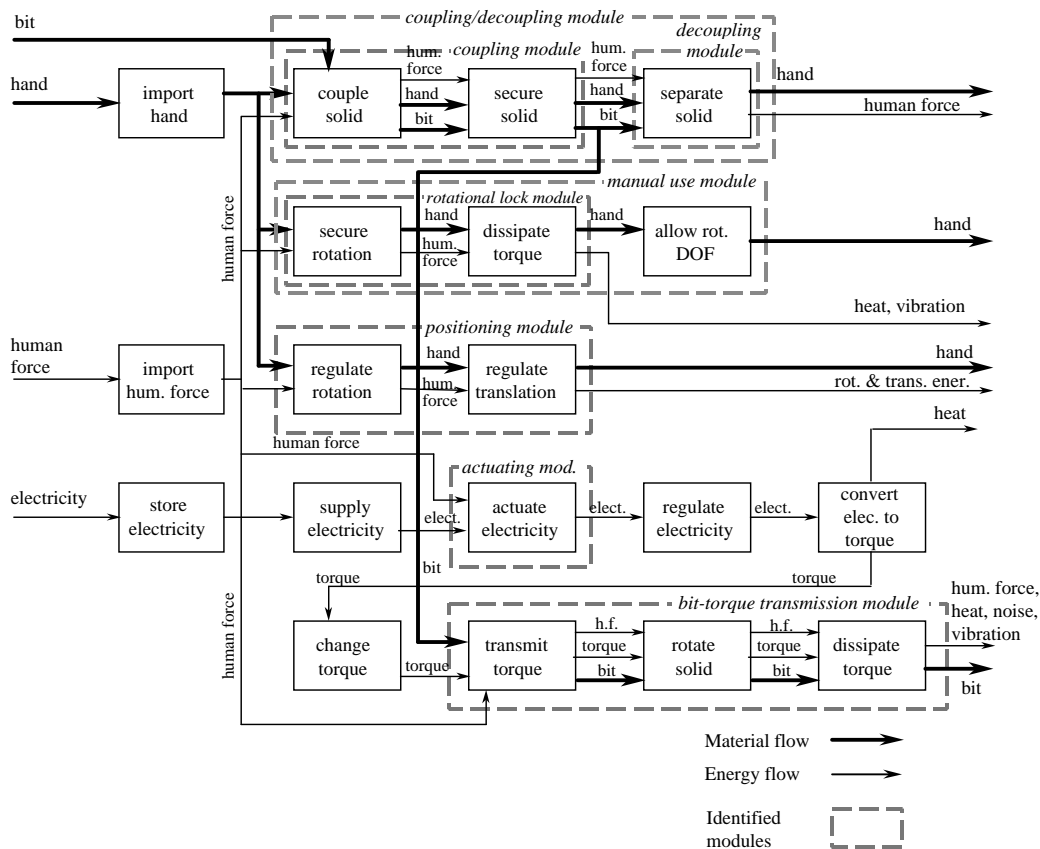 coupling/decoupling module
bit
coupling module
hum.
force
hum.
force
decoupling
module
hand
hand
import
hand
couple
solid
hand
bit
secure
solid
hand
bit
separate
solid
human force
manual use module
rotational lock module
human force
secure
rotation
hand
hum.
force
dissipate
torque
hand
allow rot.
DOF
hand
heat, vibration
positioning module
human
force
import
hum. force
regulate
rotation
hand
hum.
force
regulate
translation
hand
rot. & trans. ener.
heat
human force
actuating mod.
electricity
store
electricity
supply
electricity
elect.
actuate
electricity
elect.
regulate
electricity
elect.
convert
elec. to
torque
bit
torque
torque
human force
bit-torque transmission module
hum. force,
heat, noise,
vibration
change
torque
torque
transmit
torque
h.f.
torque
bit
rotate
solid
h.f.
torque
bit
dissipate
torque
bit
Material flow
Energy flow
Identified
modules